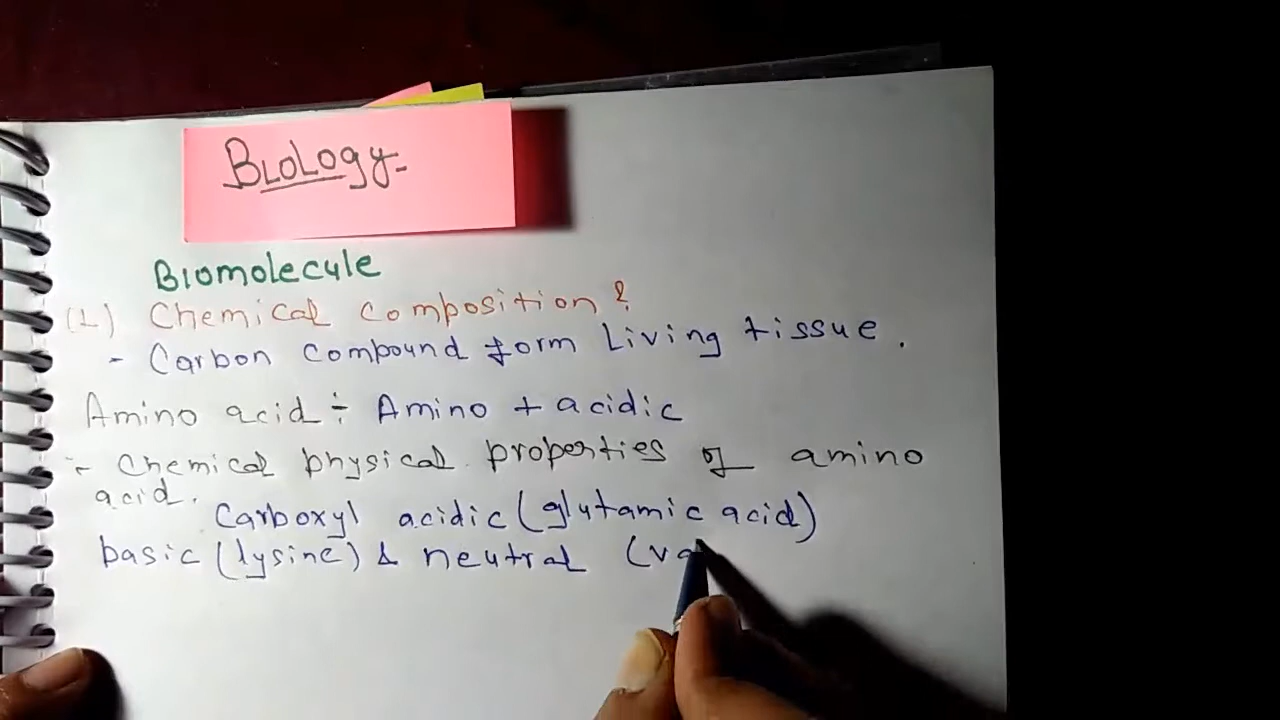 BIOLOgy-
BIomolecule
(1) Chemical composition?
- Carbon compound form Living tissue.
Amino acid ÷ Amino + acidic
÷ Chemical physical properties of amino
acid.
Carboxyl acidic (glutamic acid)
basic (lysine) & neutral (va